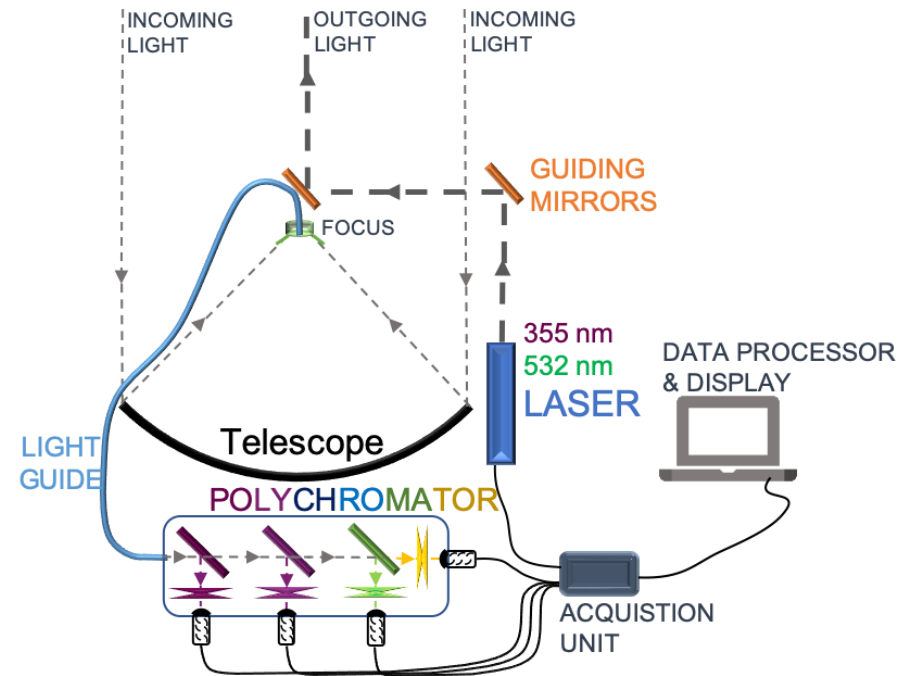 INCOMING
LIGHT
OUTGOING
LIGHT
INCOMING
LIGHT
GUIDING
MIRRORS
FOCUS
355 nm
532 nm
LASER
DATA PROCESSOR
& DISPLAY
Telescope
LIGHT
GUIDE
POLYCHROMATOR
ACQUISTION
UNIT